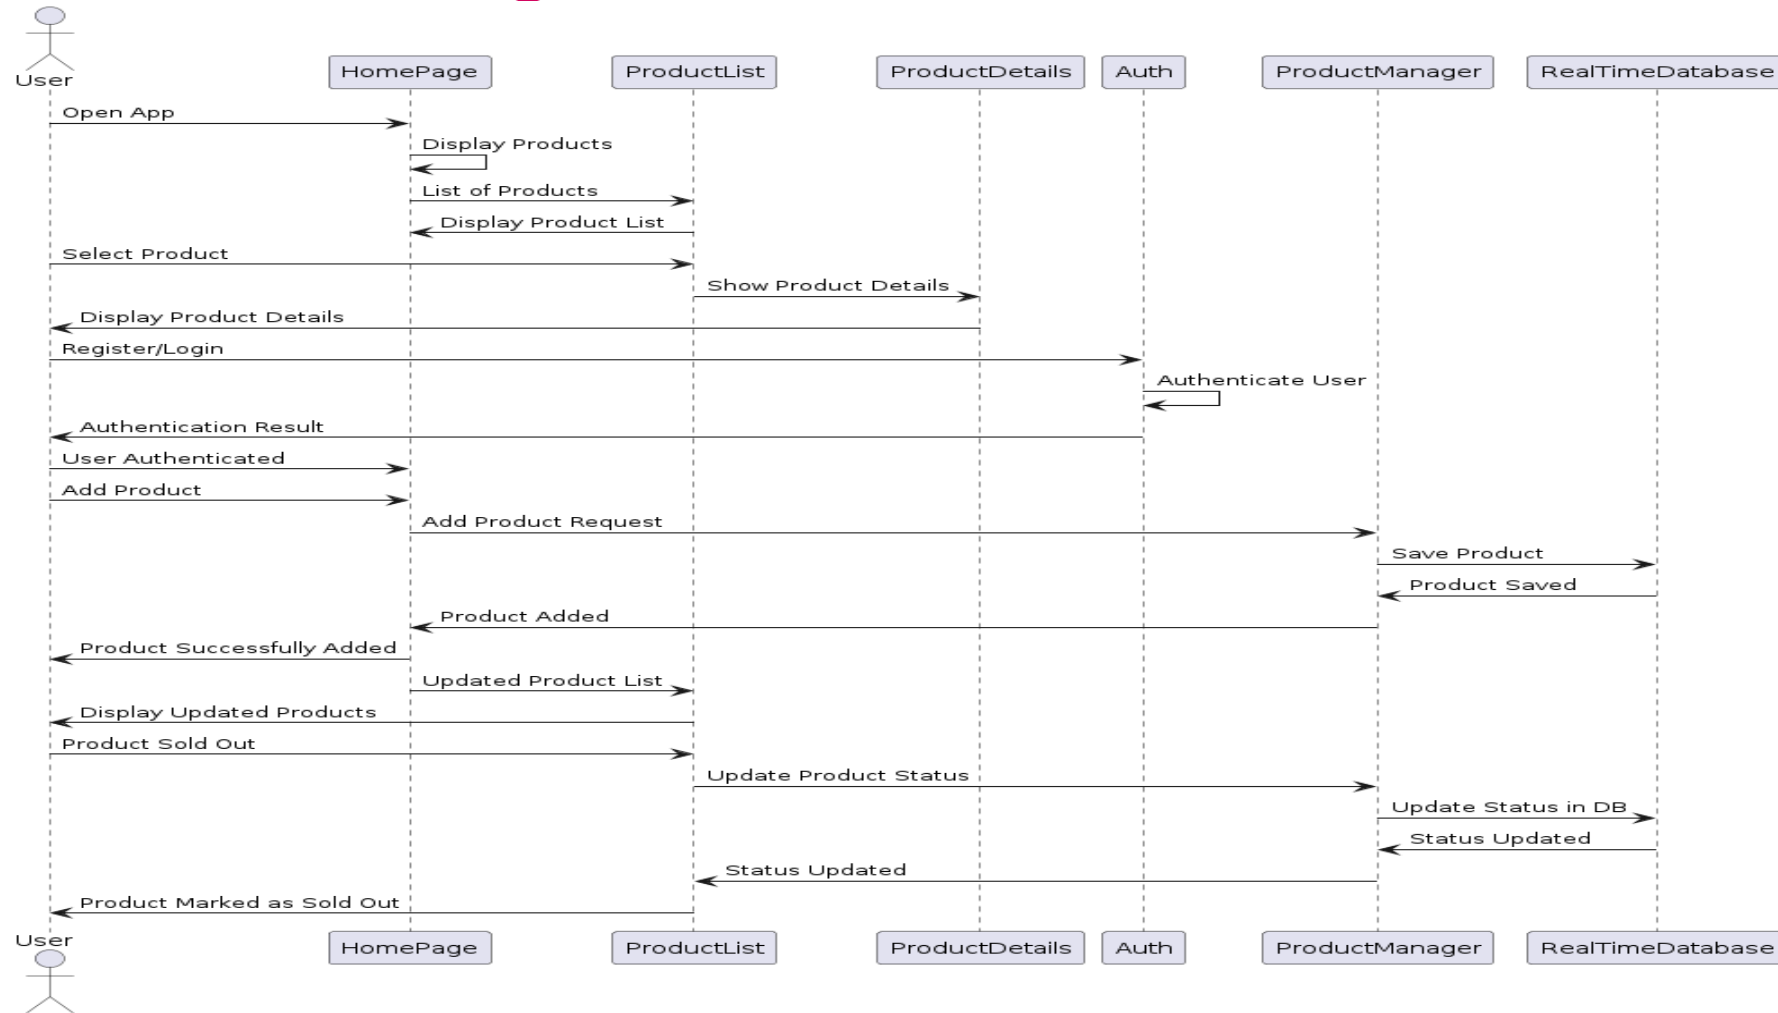 User
HomePage
ProductList
ProductDetails
Auth
ProductManager
RealTimeDatabase
Open App
Display Products
List of Products
Display Product List
Select Product
Show Product Details
Display Product Details
Register/Login
Authenticate User
Authentication Result
User Authenticated
Add Product
Add Product Request
Save Product
Product Saved
Product Added
Product Successfully Added
Updated Product List
Display Updated Products
Product Sold Out
Update Product Status
Update Status in DB
Status Updated
Status Updated
Product Marked as Sold Out
User
HomePage
ProductList
ProductDetails
Auth
ProductManager
RealTimeDatabase